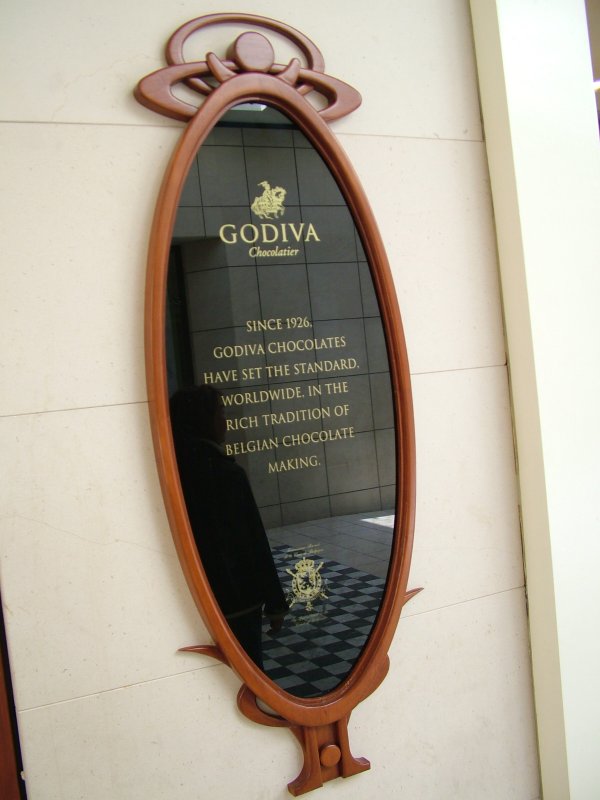 GODIVA
Chocolatier
SINCE 1926,
GODIVA CHOCOLATES
HAVE SET THE STANDARD,
WORLDWIDE, IN THE
RICH TRADITION OF
BELGIAN CHOCOLATE
MAKING.